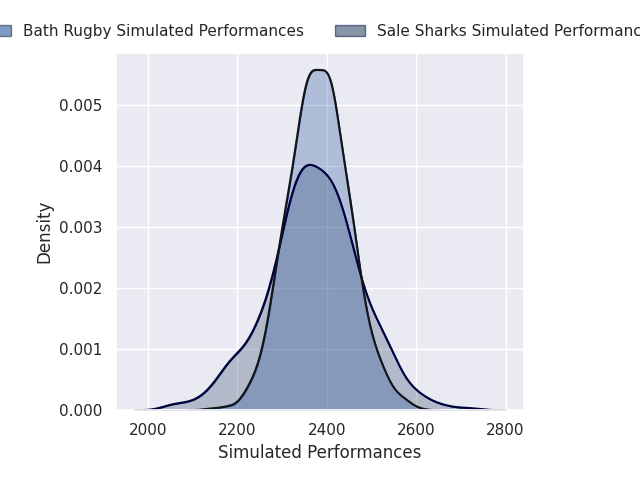 Bath Rugby Simulated Performances Sale Sharks Simulated Performanc
0.005
0.004
0.003
0.002
0.001
0.000
Density
2000 2200 2400 2600 2800
Simulated Performances